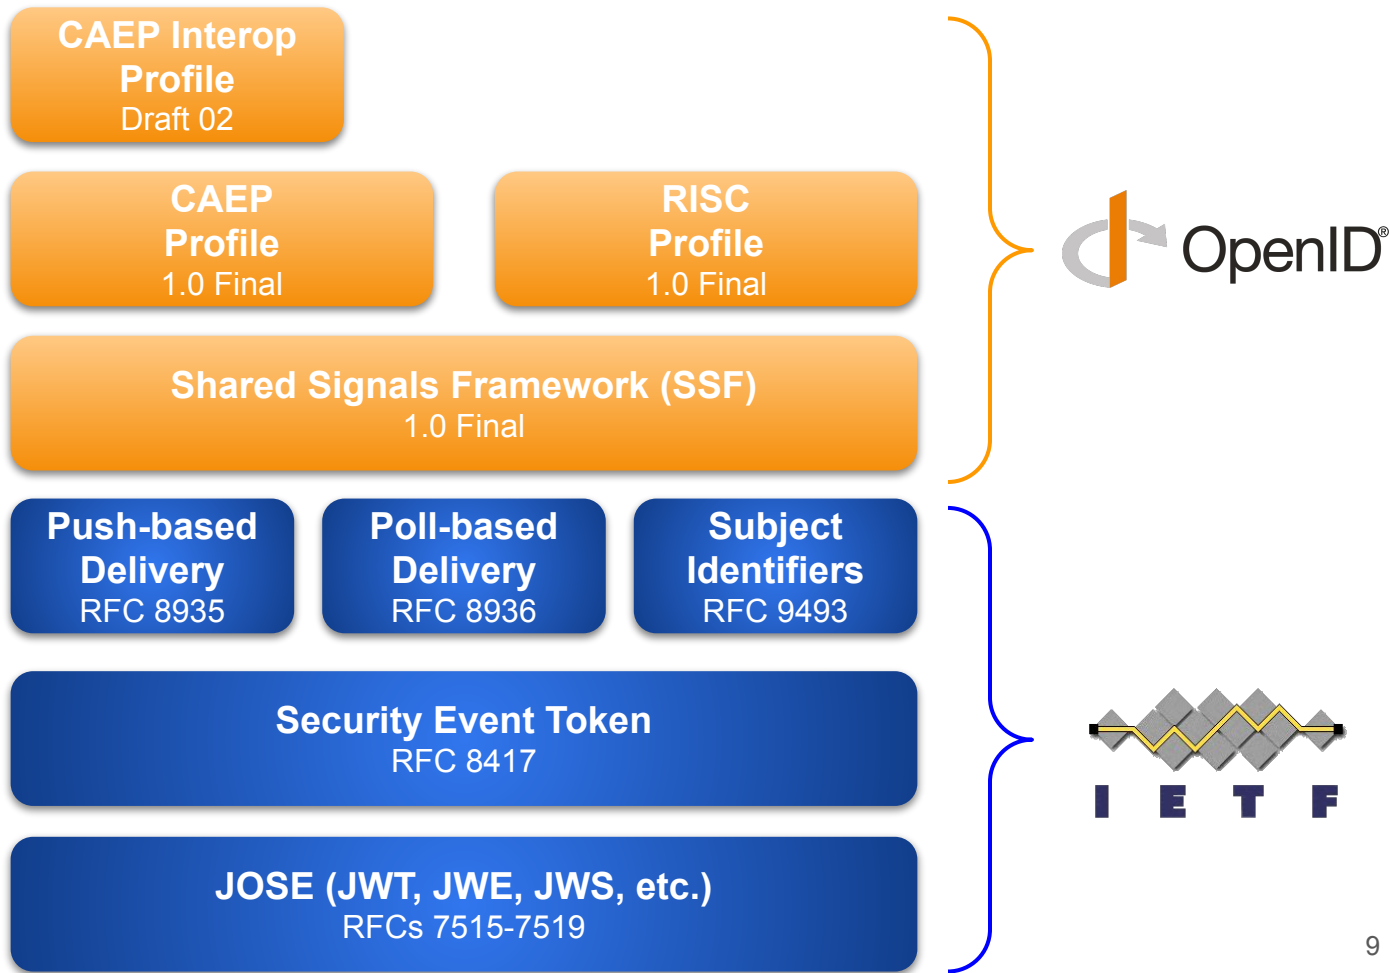 CAEP Interop
Profile
Draft 02
CAEP
Profile
1.0 Final
RISC
Profile
1.0 Final
OpenID®
Shared Signals Framework (SSF)
1.0 Final
Push-based
Delivery
RFC 8935
Poll-based
Delivery
RFC 8936
Subject
Identifiers
RFC 9493
Security Event Token
RFC 8417
I E T F
JOSE (JWT, JWE, JWS, etc.)
RFCs 7515-7519
9